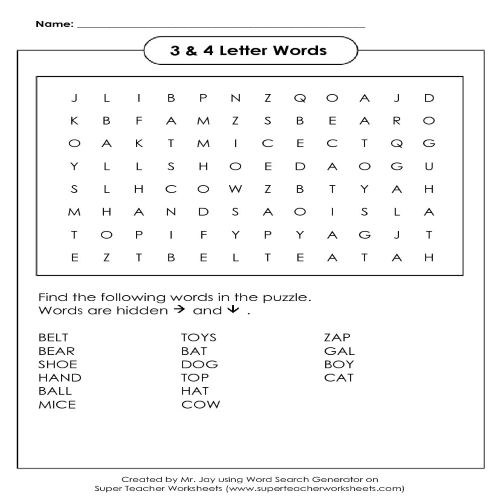 Name:
3 & 4 Letter Words
J L I B P N Z Q O A J D
K B F A M Z S B E A R O
O A K T M I C E C T Q G
Y L L S H O E D A O G U
S L H C O W Z B T Y A H
M H A N D S A O I S L A
T O P I F Y P Y A G J T
E Z T B E L T E A T A H
Find the following words in the puzzle.
Words are hidden → and ↓ .
BELT TOYS ZAP
BEAR BAT GAL
SHOE DOG BOY
HAND TOP CAT
BALL HAT
MICE COW
Created by Mr. Jay using Word Search Generator on
Super Teacher Worksheets (www.superteacherworksheets.com)